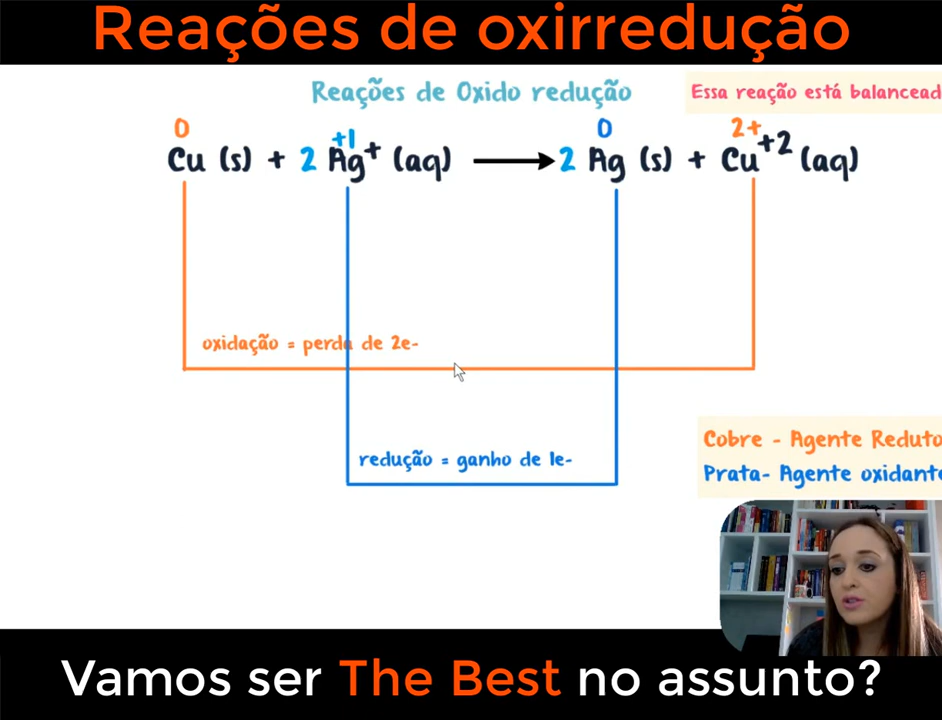 Reações de oxirredução
Reações de Oxido redução
Essa reação está balancead
0 +1 0 2+
Cu (s) + 2 Ag+ (aq) → 2 Ag (s) + Cu+2 (aq)
oxidação = perda de 2e-
redução = ganho de 1e-
Cobre - Agente Reduto
Prata- Agente oxidante
Vamos ser The Best no assunto?